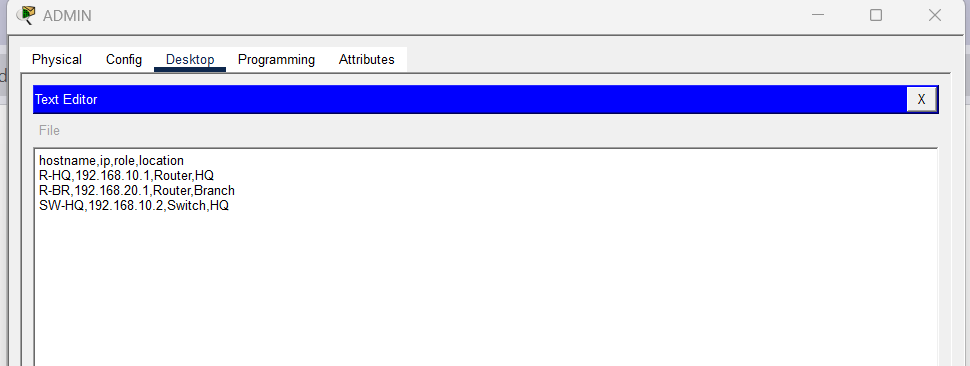 ADMIN
Physical Config Desktop Programming Attributes
Text Editor X
File
hostname,ip,role,location
R-HQ,192.168.10.1,Router,HQ
R-BR,192.168.20.1,Router,Branch
SW-HQ,192.168.10.2,Switch,HQ